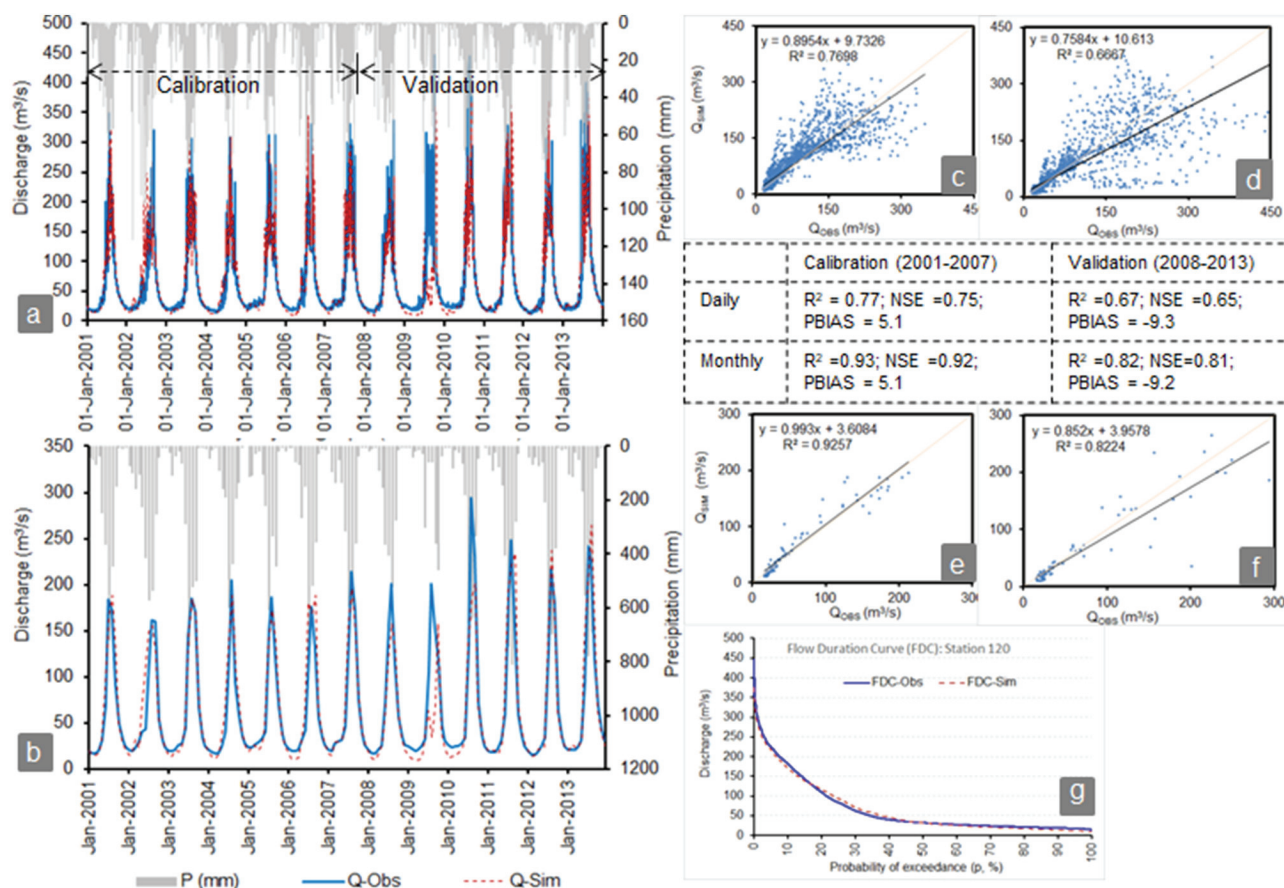 500
450
400
350
300
250
200
150
100
50
0
Discharge (m³/s)
Calibration
Validation
0
20
40
60
80
100
120
140
160
Precipitation (mm)
a
01-Jan-2001
01-Jan-2002
01-Jan-2003
01-Jan-2004
01-Jan-2005
01-Jan-2006
01-Jan-2007
01-Jan-2008
01-Jan-2009
01-Jan-2010
01-Jan-2011
01-Jan-2012
01-Jan-2013
350
300
250
200
150
100
50
0
Discharge (m³/s)
0
200
400
600
800
1000
1200
Precipitation (mm)
b
Jan-2001
Jan-2002
Jan-2003
Jan-2004
Jan-2005
Jan-2006
Jan-2007
Jan-2008
Jan-2009
Jan-2010
Jan-2011
Jan-2012
Jan-2013
P (mm) Q-Obs Q-Sim
450
300
150
0
QSIM (m³/s)
y = 0.8954x + 9.7326
R² = 0.7698
c
0 150 300 45
QOBS (m³/s)
450
300
150
0
y = 0.7584x + 10.613
R² = 0.6667
d
0 150 300 450
QOBS (m³/s)
Calibration (2001-2007) Validation (2008-2013)
Daily
R² = 0.77; NSE =0.75;
PBIAS = 5.1
R² =0.67; NSE =0.65;
PBIAS = -9.3
Monthly
R² =0.93; NSE =0.92;
PBIAS = 5.1
R² =0.82; NSE=0.81;
PBIAS = -9.2
300
200
100
0
QSIM (m³/s)
y = 0.993x + 3.6084
R² = 0.9257
e
0 100 200 30
QOBS (m³/s)
300
200
100
0
y = 0.852x + 3.9578
R² = 0.8224
f
0 100 200 300
QOBS (m³/s)
500
450
400
350
300
250
200
150
100
50
0
Discharge (m³/s)
Flow Duration Curve (FDC): Station 120
FDC-Obs FDC-Sim
g
0 10 20 30 40 50 60 70 80 90 100
Probability of exceedance (p, %)